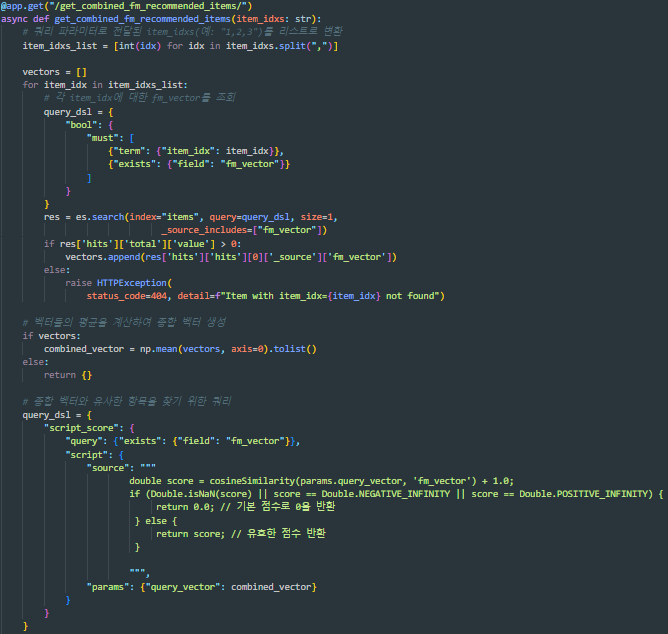 @app.get("/get_combined_fm_recommended_items/")
async def get_combined_fm_recommended_items(item_idxs: str):
    # 쿼리 파라미터로 전달된 item_idxs(예: "1,2,3")를 리스트로 변환
    item_idxs_list = [int(idx) for idx in item_idxs.split(",")]

    vectors = []
    for item_idx in item_idxs_list:
        # 각 item_idx에 대한 fm_vector를 조회
        query_dsl = {
            "bool": {
                "must": [
                    {"term": {"item_idx": item_idx}},
                    {"exists": {"field": "fm_vector"}}
                ]
            }
        }
        res = es.search(index="items", query=query_dsl, size=1,
                        _source_includes=["fm_vector"])
        if res['hits']['total']['value'] > 0:
            vectors.append(res['hits']['hits'][0]['_source']['fm_vector'])
        else:
            raise HTTPException(
                status_code=404, detail=f"Item with item_idx={item_idx} not found")

    # 벡터들의 평균을 계산하여 종합 벡터 생성
    if vectors:
        combined_vector = np.mean(vectors, axis=0).tolist()
    else:
        return {}

    # 종합 벡터와 유사한 항목을 찾기 위한 쿼리
    query_dsl = {
        "script_score": {
            "query": {"exists": {"field": "fm_vector"}},
            "script": {
                "source": """
                        double score = cosineSimilarity(params.query_vector, 'fm_vector') + 1.0;
                        if (Double.isNaN(score) || score == Double.NEGATIVE_INFINITY || score == Double.POSITIVE_INFINITY) {
                            return 0.0; // 기본 점수로 0을 반환
                        } else {
                            return score; // 유효한 점수 반환
                        }

                        """,
                "params": {"query_vector": combined_vector}
            }
        }
    }